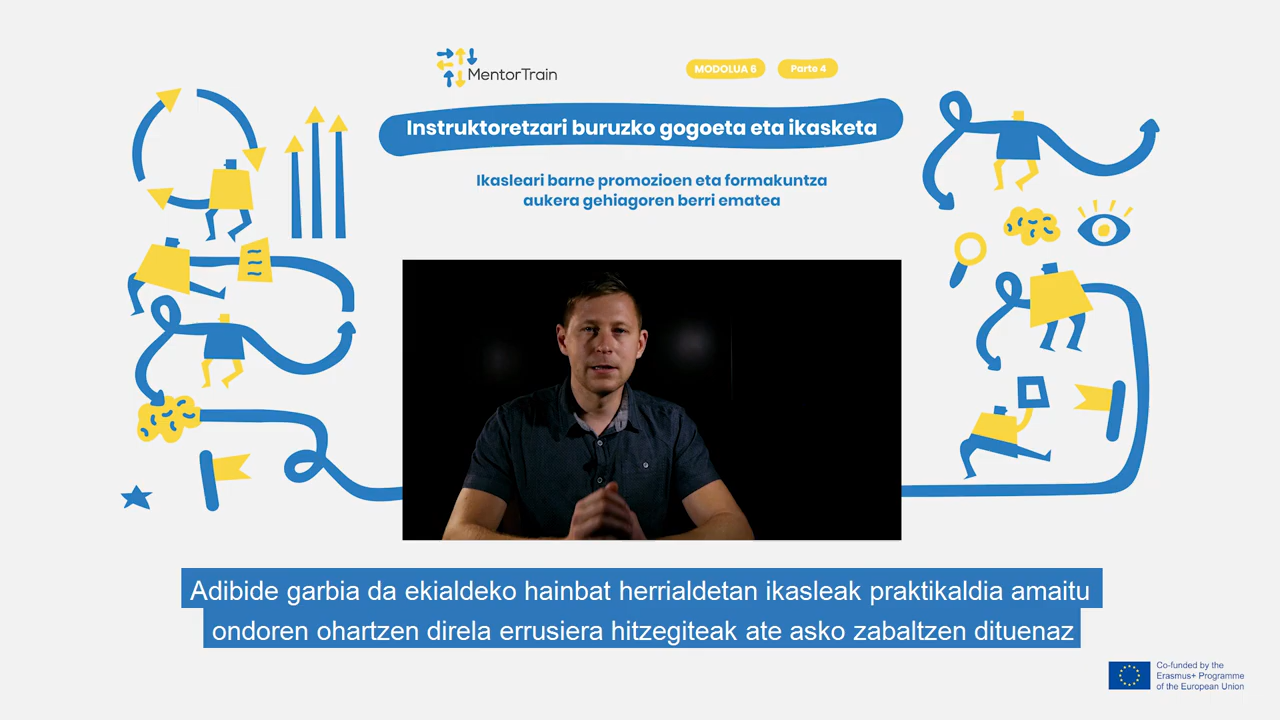 MentorTrain
MODOLUA 6
Parte 4
Instruktoretzari buruzko gogoeta eta ikasketa
Ikasleari barne promozioen eta formakuntza
aukera gehiagoren berri ematea
Adibide garbia da ekialdeko hainbat herrialdetan ikasleak praktikaldia amaitu
ondoren ohartzen direla errusiera hitzegiteak ate asko zabaltzen dituenaz
Co-funded by the
Erasmus+ Programme
of the European Union